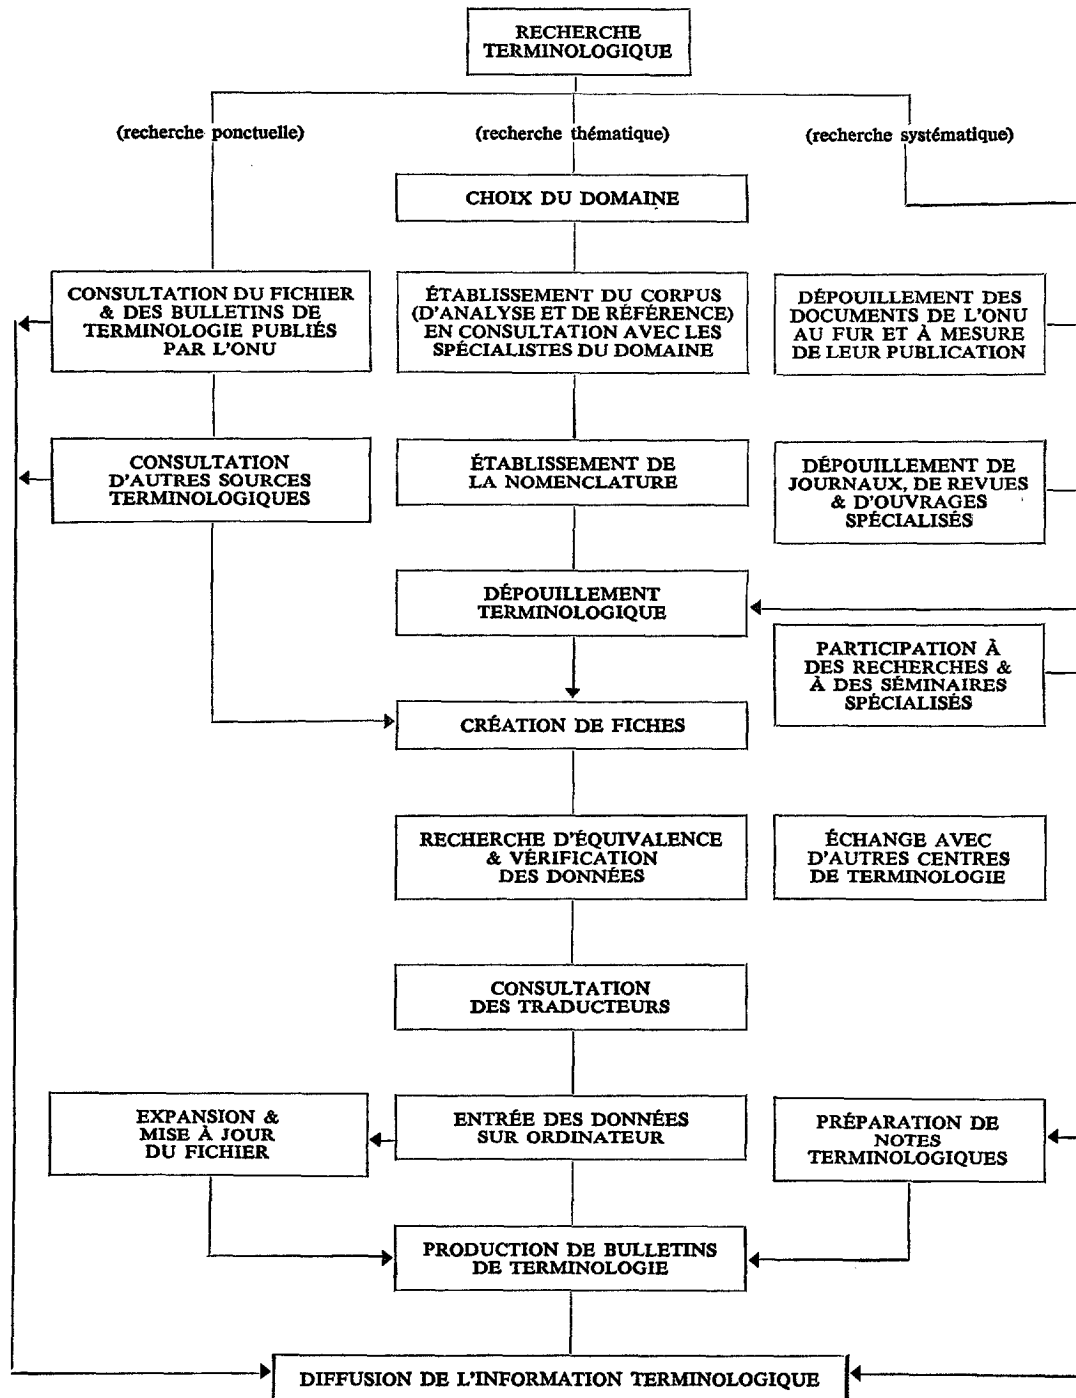 RECHERCHE
TERMINOLOGIQUE
(recherche ponctuelle)
(recherche thématique)
(recherche systématique)
CHOIX DU DOMAINE
CONSULTATION DU FICHIER
& DES BULLETINS DE
TERMINOLOGIE PUBLIÉS
PAR L'ONU
ÉTABLISSEMENT DU CORPUS
(D'ANALYSE ET DE RÉFÉRENCE)
EN CONSULTATION AVEC LES
SPÉCIALISTES DU DOMAINE
DÉPOUILLEMENT DES
DOCUMENTS DE L'ONU
AU FUR ET À MESURE
DE LEUR PUBLICATION
CONSULTATION
D'AUTRES SOURCES
TERMINOLOGIQUES
ÉTABLISSEMENT DE
LA NOMENCLATURE
DÉPOUILLEMENT DE
JOURNAUX, DE REVUES
& D'OUVRAGES
SPÉCIALISÉS
DÉPOUILLEMENT
TERMINOLOGIQUE
PARTICIPATION À
DES RECHERCHES &
À DES SÉMINAIRES
SPÉCIALISÉS
CRÉATION DE FICHES
RECHERCHE D'ÉQUIVALENCE
& VÉRIFICATION
DES DONNÉES
ÉCHANGE AVEC
D'AUTRES CENTRES
DE TERMINOLOGIE
CONSULTATION
DES TRADUCTEURS
EXPANSION &
MISE À JOUR
DU FICHIER
ENTRÉE DES DONNÉES
SUR ORDINATEUR
PRÉPARATION DE
NOTES
TERMINOLOGIQUES
PRODUCTION DE BULLETINS
DE TERMINOLOGIE
DIFFUSION DE L'INFORMATION TERMINOLOGIQUE